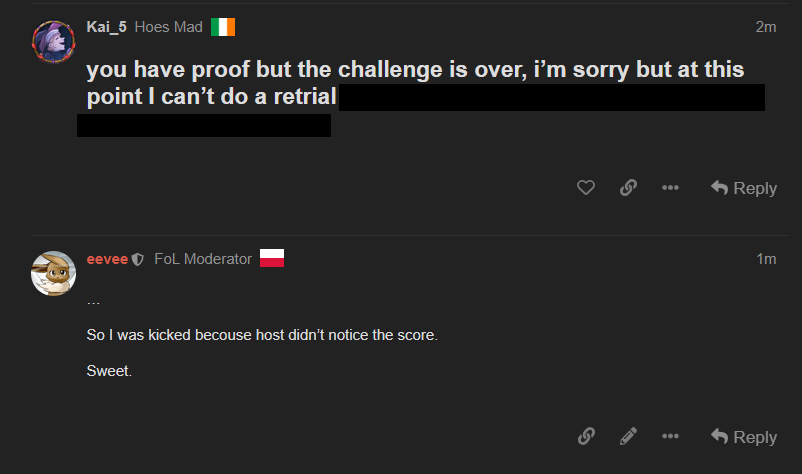 Kai_5 Hoes Mad 2m
you have proof but the challenge is over, i’m sorry but at this
point I can’t do a retrial
Reply
eevee FoL Moderator 1m
...
So I was kicked becouse host didn’t notice the score.
Sweet.
Reply